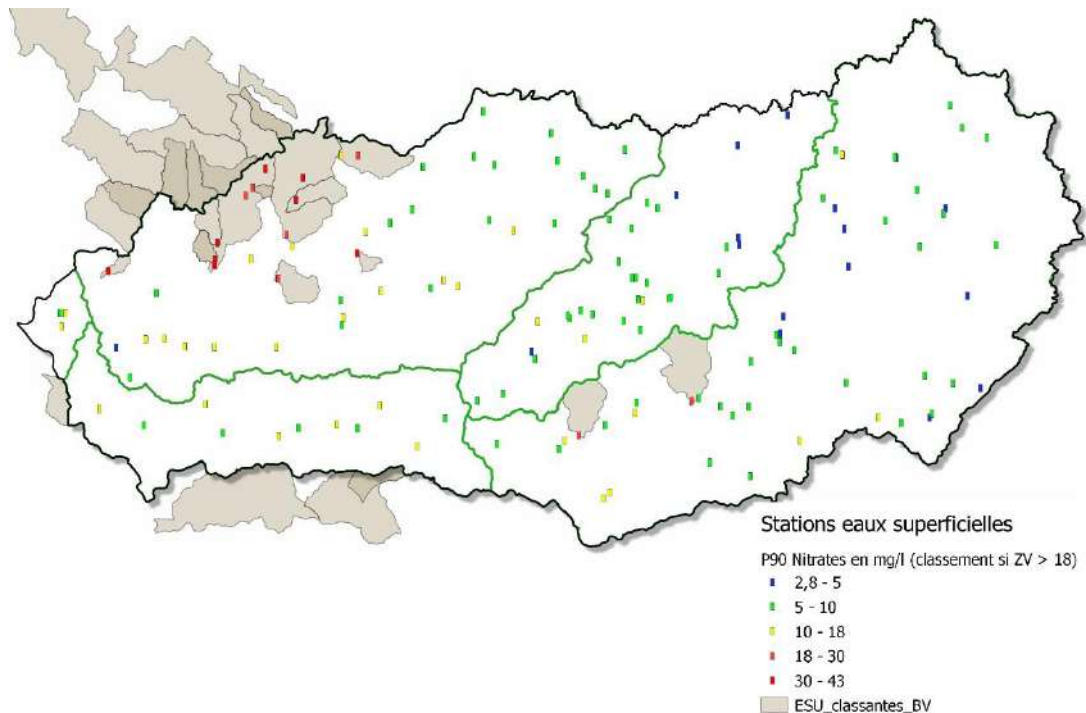 Stations eaux superficielles
P90 Nitrates en mg/l (classement si ZV > 18)
2,8 - 5
5 - 10
10 - 18
18 - 30
30 - 43
ESU_classantes_BV